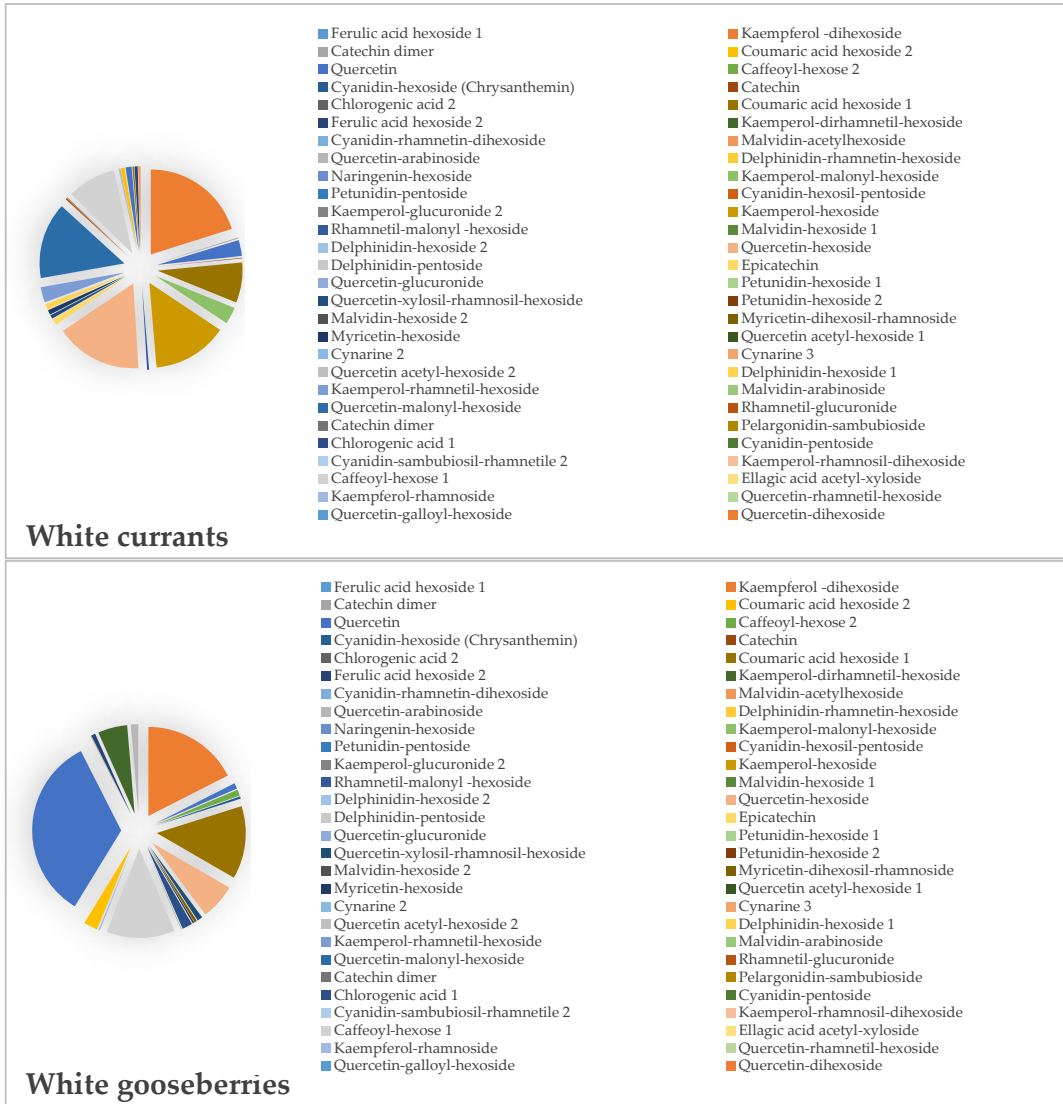 Ferulic acid hexoside 1 Kaempferol -dihexoside
Catechin dimer Coumaric acid hexoside 2
Quercetin Caffeoyl-hexose 2
Cyanidin-hexoside (Chrysanthemin) Catechin
Chlorogenic acid 2 Coumaric acid hexoside 1
Ferulic acid hexoside 2 Kaemperol-dirhamnetil-hexoside
Cyanidin-rhamnetin-dihexoside Malvidin-acetylhexoside
Quercetin-arabinoside Delphinidin-rhamnetin-hexoside
Naringenin-hexoside Kaemperol-malonyl-hexoside
Petunidin-pentoside Cyanidin-hexosil-pentoside
Kaemperol-glucuronide 2 Kaemperol-hexoside
Rhamnetil-malonyl -hexoside Malvidin-hexoside 1
Delphinidin-hexoside 2 Quercetin-hexoside
Delphinidin-pentoside Epicatechin
Quercetin-glucuronide Petunidin-hexoside 1
Quercetin-xylosil-rhamnosil-hexoside Petunidin-hexoside 2
Malvidin-hexoside 2 Myricetin-dihexosil-rhamnoside
Myricetin-hexoside Quercetin acetyl-hexoside 1
Cynarine 2 Cynarine 3
Quercetin acetyl-hexoside 2 Delphinidin-hexoside 1
Kaemperol-rhamnetil-hexoside Malvidin-arabinoside
Quercetin-malonyl-hexoside Rhamnetil-glucuronide
Catechin dimer Pelargonidin-sambubioside
Chlorogenic acid 1 Cyanidin-pentoside
Cyanidin-sambubiosil-rhamnetile 2 Kaemperol-rhamnosil-dihexoside
Caffeoyl-hexose 1 Ellagic acid acetyl-xyloside
Kaempferol-rhamnoside Quercetin-rhamnetil-hexoside
Quercetin-galloyl-hexoside Quercetin-dihexoside
White currants
Ferulic acid hexoside 1 Kaempferol -dihexoside
Catechin dimer Coumaric acid hexoside 2
Quercetin Caffeoyl-hexose 2
Cyanidin-hexoside (Chrysanthemin) Catechin
Chlorogenic acid 2 Coumaric acid hexoside 1
Ferulic acid hexoside 2 Kaemperol-dirhamnetil-hexoside
Cyanidin-rhamnetin-dihexoside Malvidin-acetylhexoside
Quercetin-arabinoside Delphinidin-rhamnetin-hexoside
Naringenin-hexoside Kaemperol-malonyl-hexoside
Petunidin-pentoside Cyanidin-hexosil-pentoside
Kaemperol-glucuronide 2 Kaemperol-hexoside
Rhamnetil-malonyl -hexoside Malvidin-hexoside 1
Delphinidin-hexoside 2 Quercetin-hexoside
Delphinidin-pentoside Epicatechin
Quercetin-glucuronide Petunidin-hexoside 1
Quercetin-xylosil-rhamnosil-hexoside Petunidin-hexoside 2
Malvidin-hexoside 2 Myricetin-dihexosil-rhamnoside
Myricetin-hexoside Quercetin acetyl-hexoside 1
Cynarine 2 Cynarine 3
Quercetin acetyl-hexoside 2 Delphinidin-hexoside 1
Kaemperol-rhamnetil-hexoside Malvidin-arabinoside
Quercetin-malonyl-hexoside Rhamnetil-glucuronide
Catechin dimer Pelargonidin-sambubioside
Chlorogenic acid 1 Cyanidin-pentoside
Cyanidin-sambubiosil-rhamnetile 2 Kaemperol-rhamnosil-dihexoside
Caffeoyl-hexose 1 Ellagic acid acetyl-xyloside
Kaempferol-rhamnoside Quercetin-rhamnetil-hexoside
Quercetin-galloyl-hexoside Quercetin-dihexoside
White gooseberries